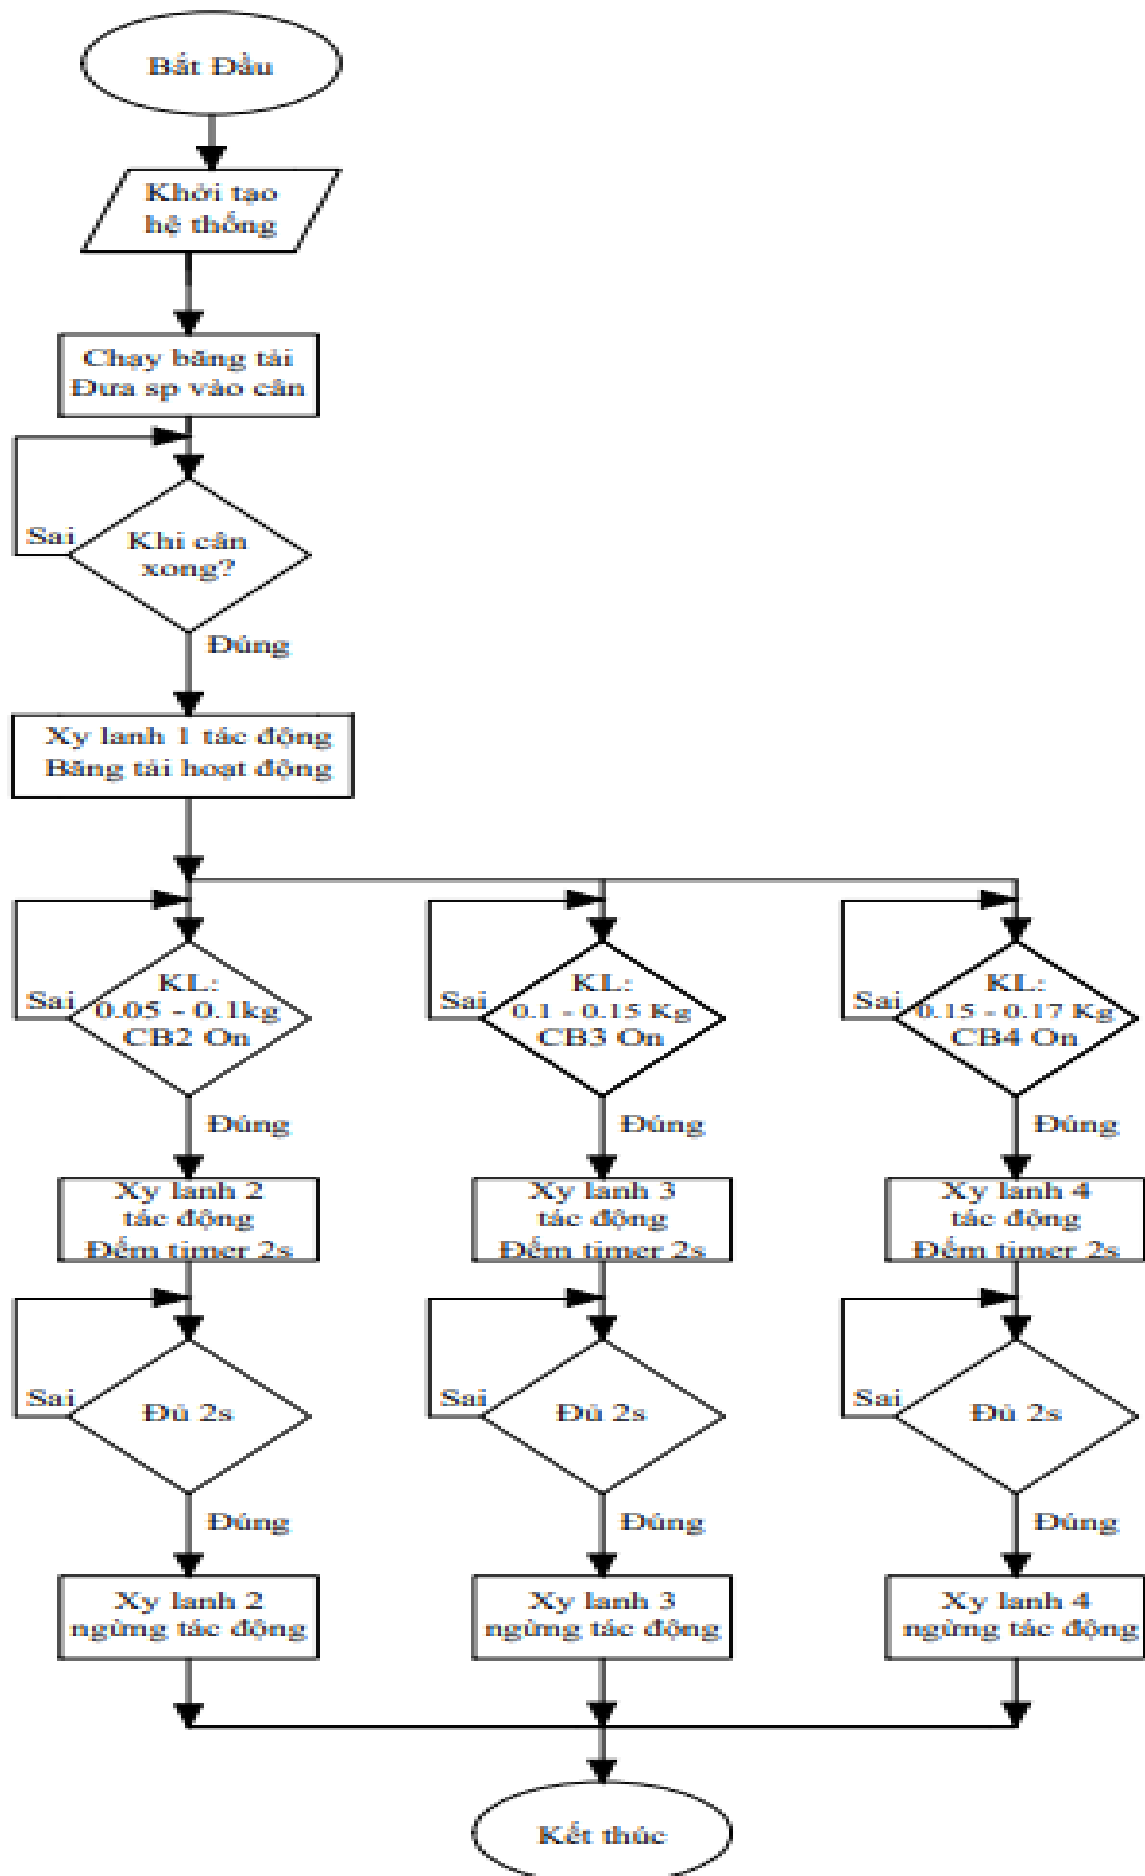 Bắt Đầu
Khởi tạo
hệ thống
Chạy băng tải
Đưa sp vào cân
Sai
Khi cân
xong?
Đúng
Xy lanh 1 tác động
Băng tải hoạt động
Sai
KL:
0.05 - 0.1kg
CB2 On
Đúng
Xy lanh 2
tác động
Đếm timer 2s
Sai
Đủ 2s
Đúng
Xy lanh 2
ngừng tác động
Sai
KL:
0.1 - 0.15 Kg
CB3 On
Đúng
Xy lanh 3
tác động
Đếm timer 2s
Sai
Đủ 2s
Đúng
Xy lanh 3
ngừng tác động
Sai
KL:
0.15 - 0.17 Kg
CB4 On
Đúng
Xy lanh 4
tác động
Đếm timer 2s
Sai
Đủ 2s
Đúng
Xy lanh 4
ngừng tác động
Kết thúc